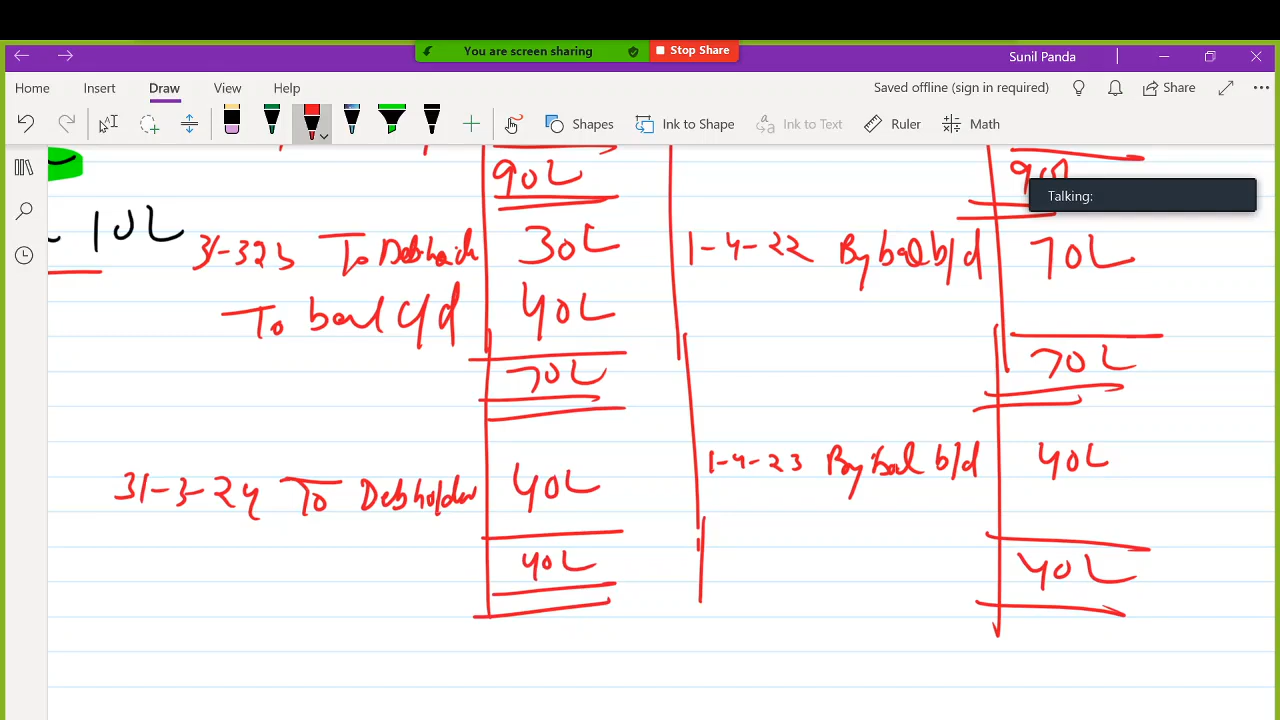 You are screen sharing Stop Share
Sunil Panda
Home Insert Draw View Help Saved offline (sign in required) Share
Shapes Ink to Shape Ink to Text Ruler Math
90L 90L
Talking:
10L
31-323 To Debhold 30L 1-4-22 By bal b/d 70L
To bal c/d 40L
70L 70L
1-4-23 By bal b/d 40L
31-3-24 To Debholder 40L
40L 40L